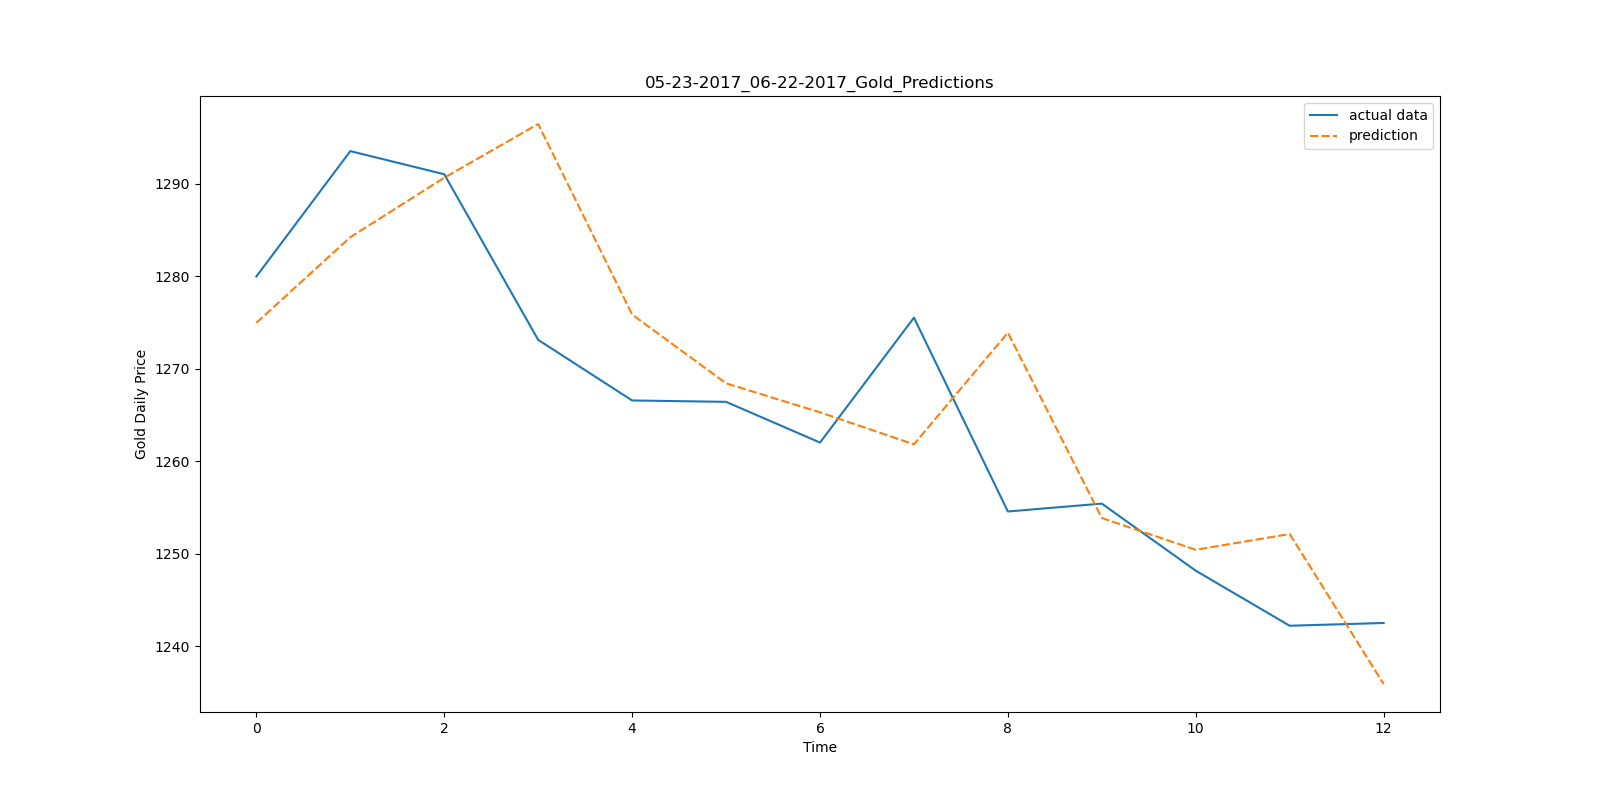 05-23-2017_06-22-2017_Gold_Predictions
actual data
prediction
Gold Daily Price
1290
1280
1270
1260
1250
1240
0 2 4 6 8 10 12
Time